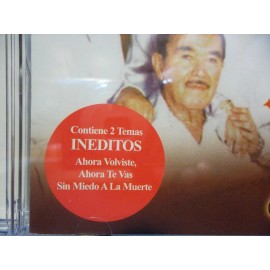 Contiene 2 Temas
INEDITOS
Ahora Volviste,
Ahora Te Vas
Sin Miedo A La Muerte